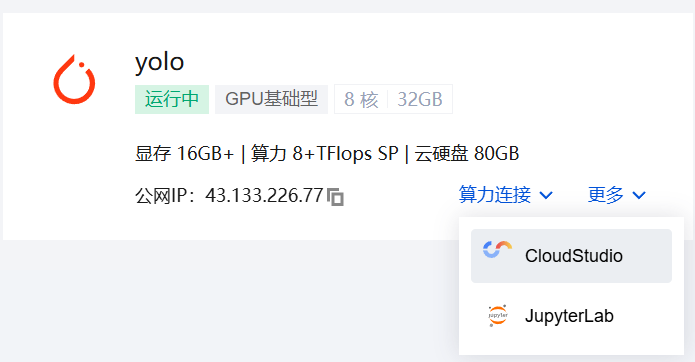 yolo
运行中 GPU基础型 8 核 32GB
显存 16GB+ | 算力 8+TFlops SP | 云硬盘 80GB
公网IP：43.133.226.77 算力连接 更多
CloudStudio
jupyter JupyterLab